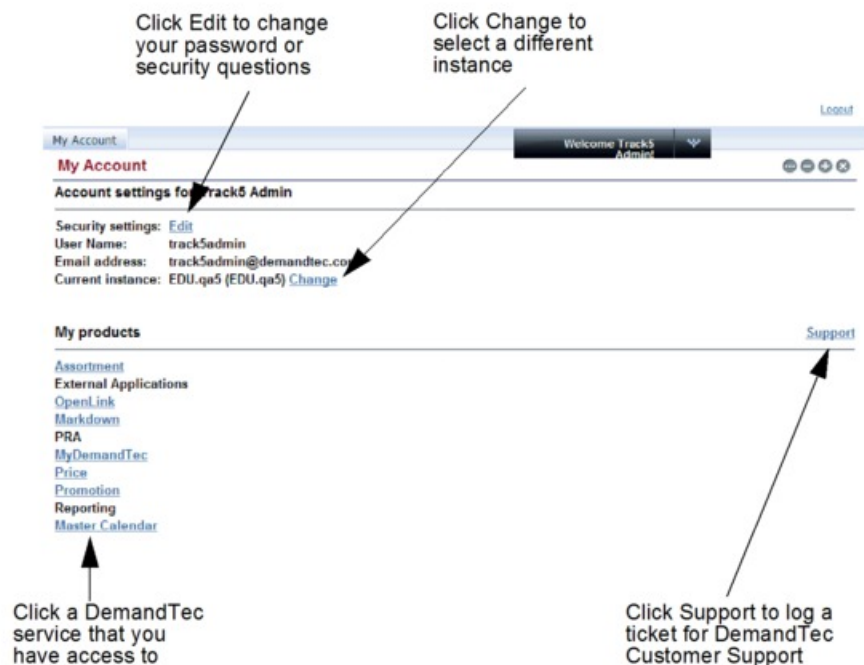 Click Edit to change
your password or
security questions
Click Change to
select a different
instance
Logout
My Account
Welcome Track5
Admin!
My Account
Account settings for Track5 Admin
Security settings: Edit
User Name: track5admin
Email address: track5admin@demandtec.com
Current instance: EDU.qa5 (EDU.qa5) Change
My products
Support
Assortment
External Applications
OpenLink
Markdown
PRA
MyDemandTec
Price
Promotion
Reporting
Master Calendar
Click a DemandTec
service that you
have access to
Click Support to log a
ticket for DemandTec
Customer Support